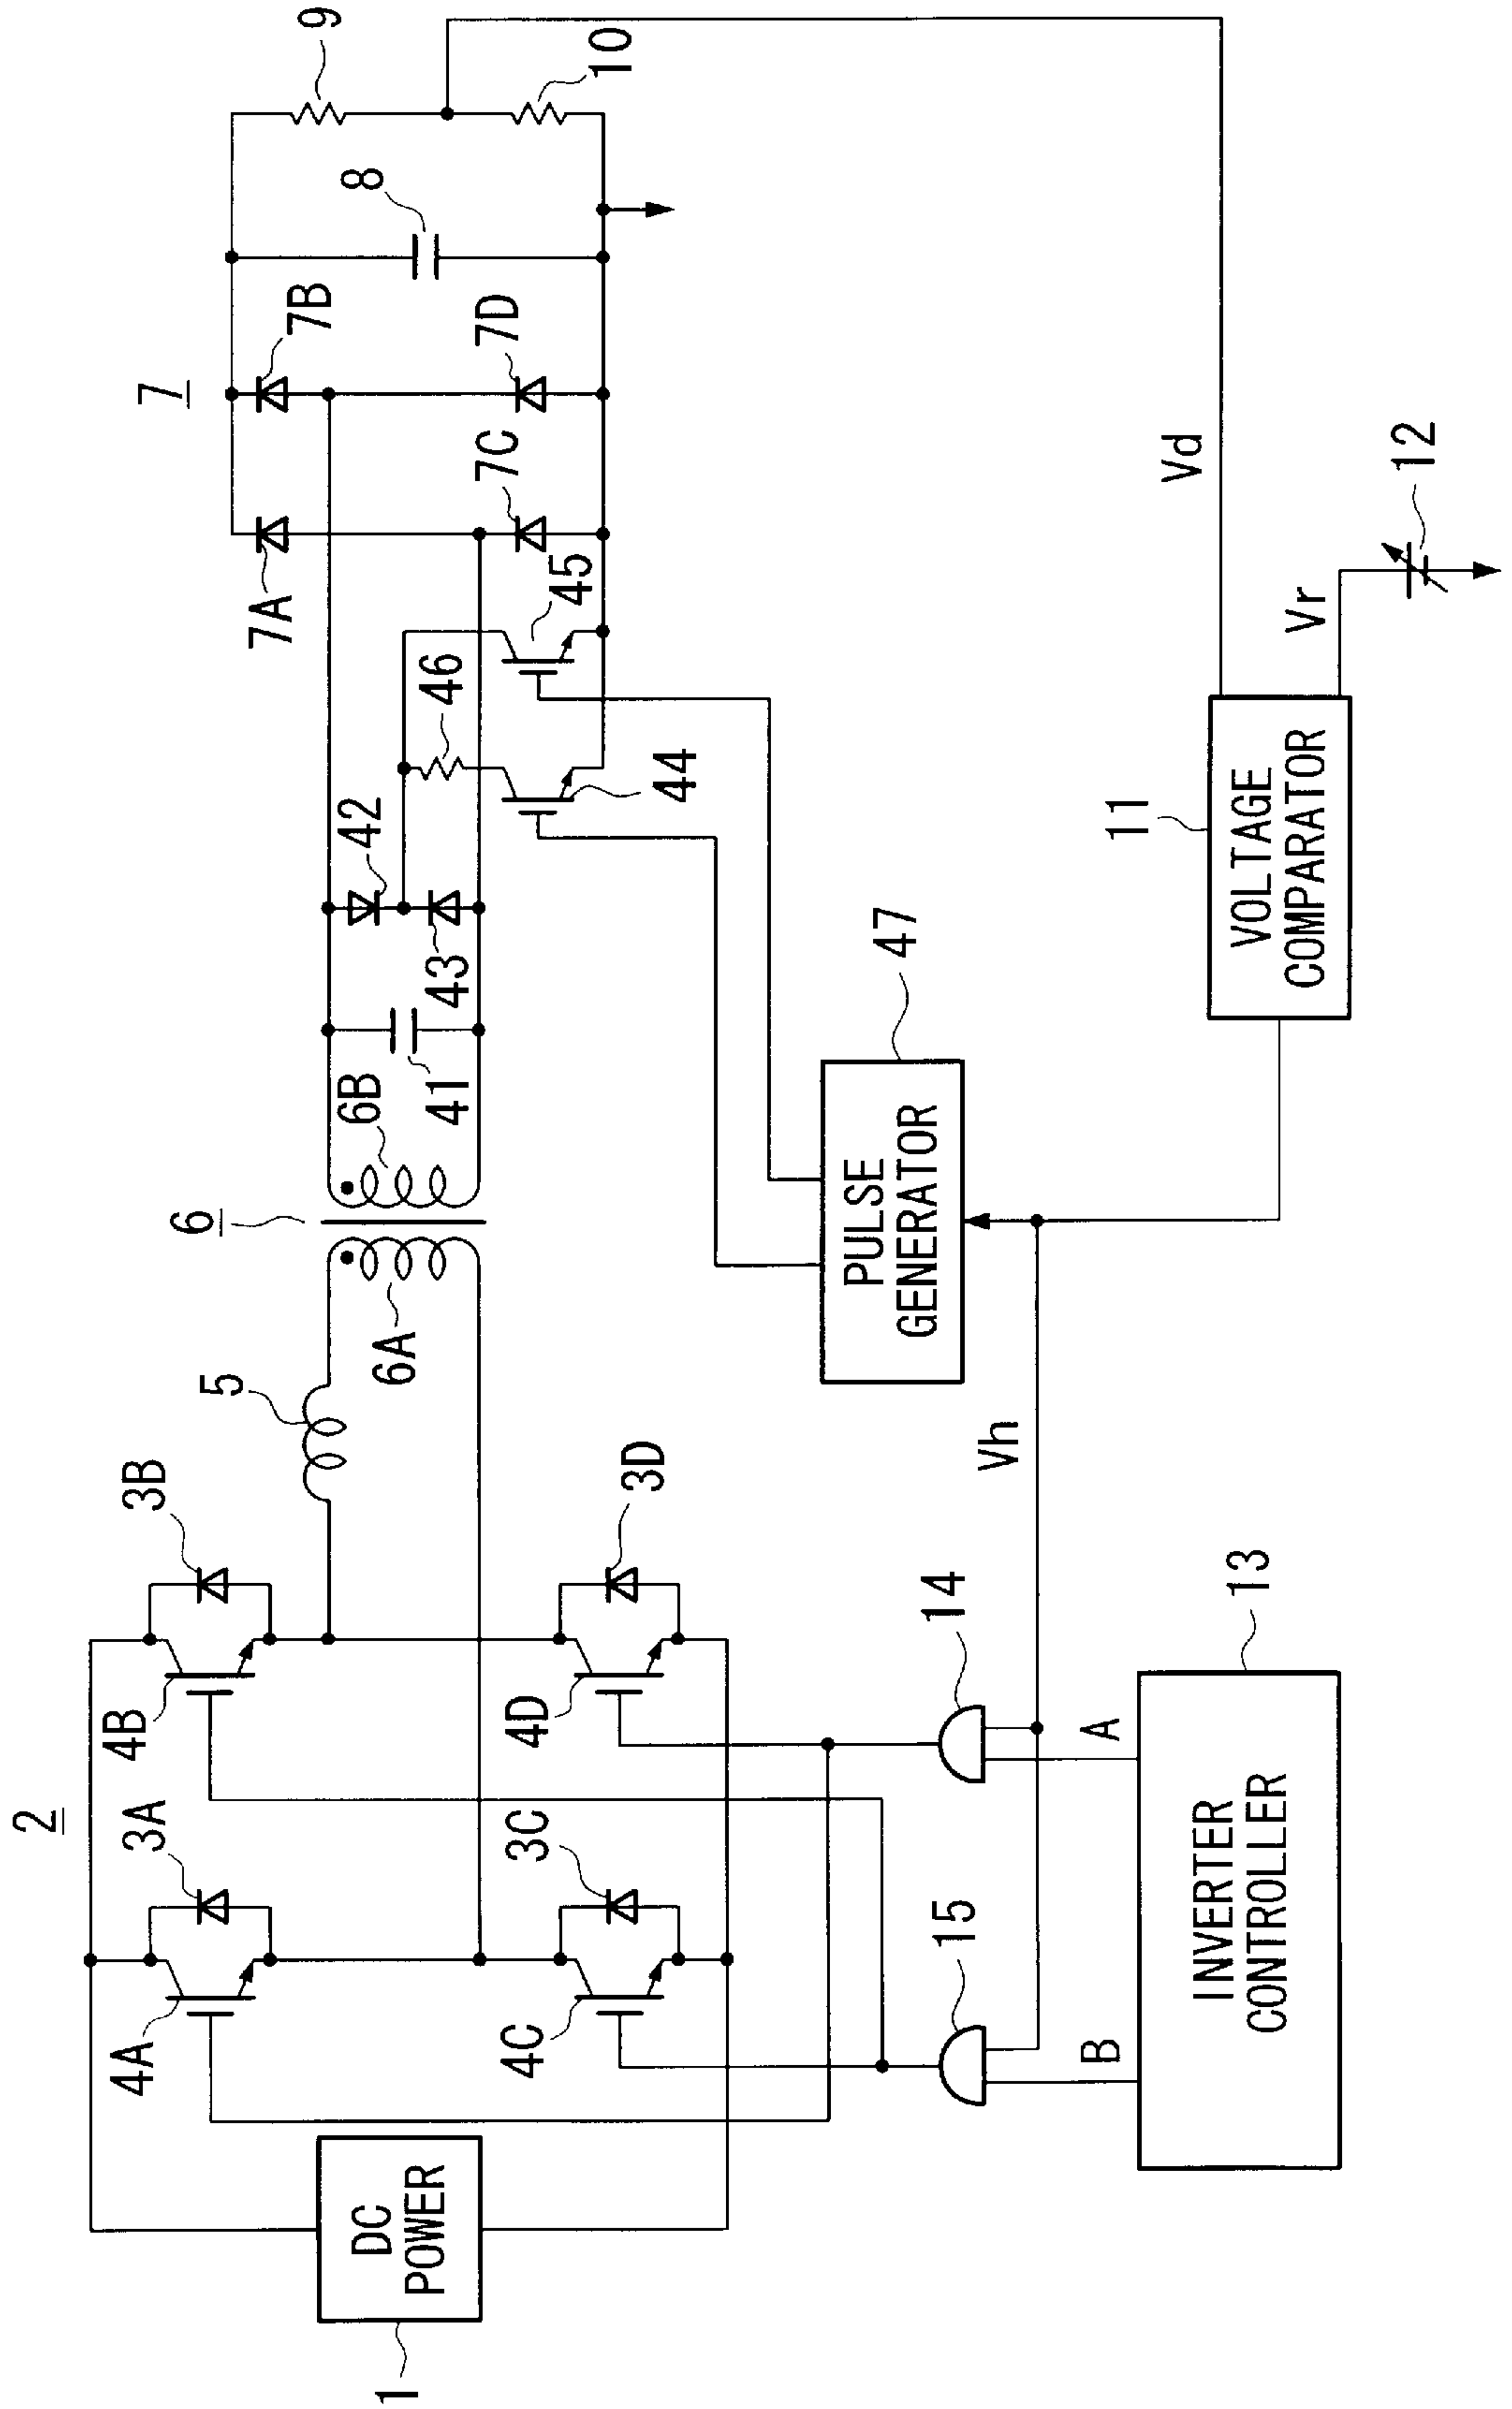 2
3A
3B
4A
4B
3C
3D
4C
4D
1
DC
POWER
5
6
6A
6B
41
42
43
44
45
46
7
7A
7B
7C
7D
8
9
10
PULSE
GENERATOR
47
Vh
14
15
A
B
INVERTER
CONTROLLER
13
11
VOLTAGE
COMPARATOR
Vd
Vr
12